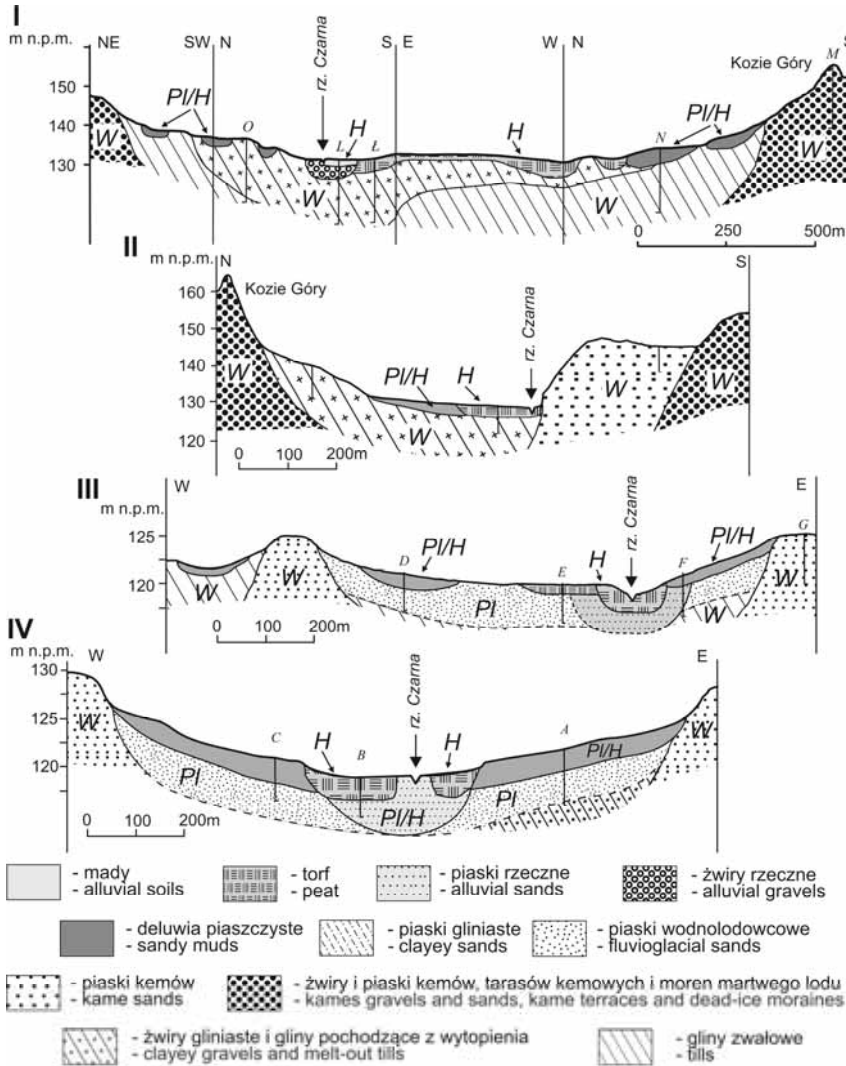 I
m n.p.m. NE SW N S E W N S
rz. Czarna
Kozie Góry M
150
140
130
Pl/H O H L Ł H N Pl/H
W W W W
0 250 500m
II
m n.p.m. N S
Kozie Góry
rz. Czarna
160
150
140
130
120
Pl/H H
W W W W
0 100 200m
III
m n.p.m. W E
rz. Czarna
125
120
D Pl/H E H F Pl/H G
W W Pl W W
0 100 200m
IV
m n.p.m. W E
rz. Czarna
130
125
120
W C H B H A Pl/H W
Pl Pl/H Pl
0 100 200m
- mady
- alluvial soils
- torf
- peat
- piaski rzeczne
- alluvial sands
- żwiry rzeczne
- alluvial gravels
- deluwia piaszczyste
- sandy muds
- piaski gliniaste
- clayey sands
- piaski wodnolodowcowe
- fluvioglacial sands
- piaski kemów
- kame sands
- żwiry i piaski kemów, tarasów kemowych i moren martwego lodu
- kames gravels and sands, kame terraces and dead-ice moraines
- żwiry gliniaste i gliny pochodzące z wytopienia
- clayey gravels and melt-out tills
- gliny zwałowe
- tills